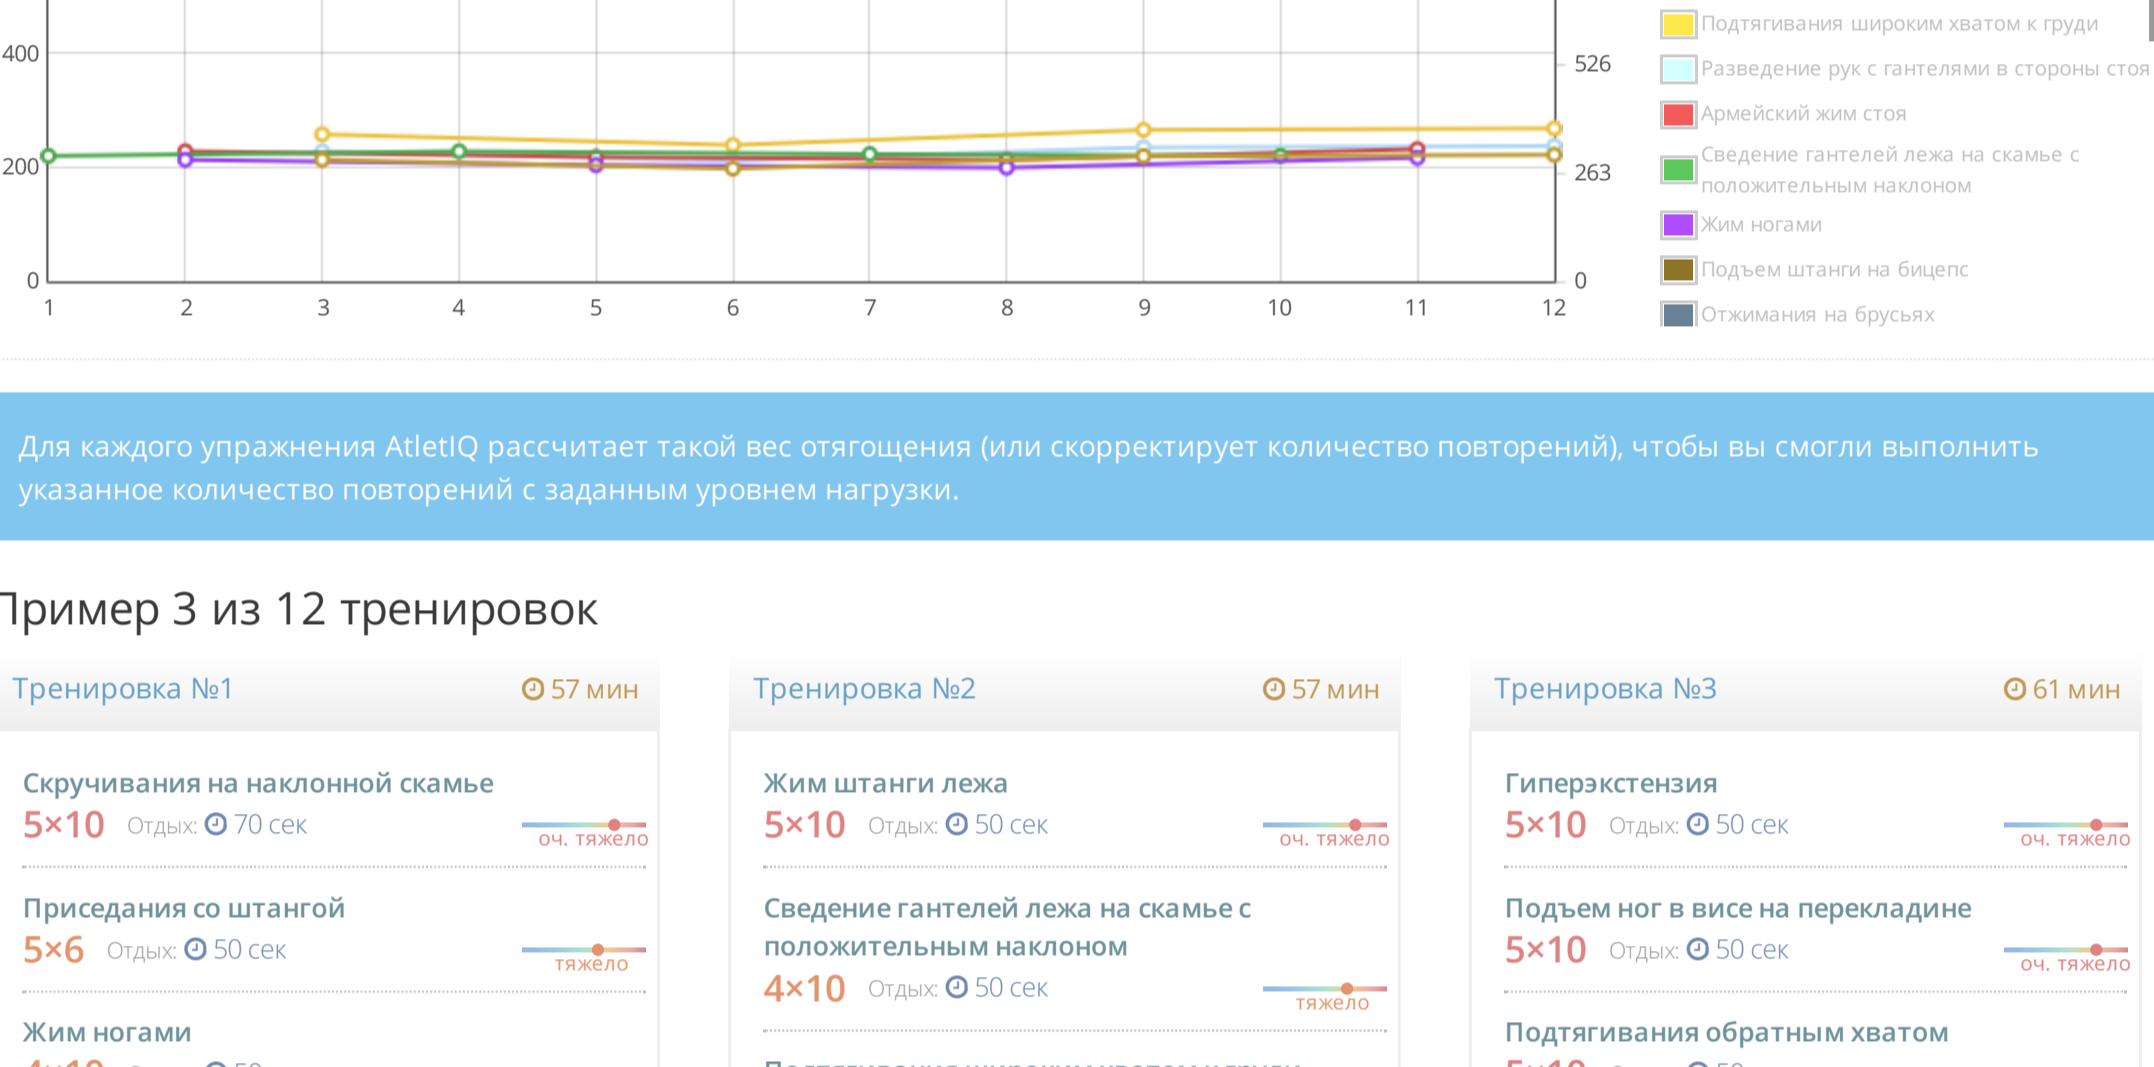 400
200
0
526
263
0
1 2 3 4 5 6 7 8 9 10 11 12
Подтягивания широким хватом к груди
Разведение рук с гантелями в стороны стоя
Армейский жим стоя
Сведение гантелей лежа на скамье с
положительным наклоном
Жим ногами
Подъем штанги на бицепс
Отжимания на брусьях
Для каждого упражнения AtletIQ рассчитает такой вес отягощения (или скорректирует количество повторений), чтобы вы смогли выполнить
указанное количество повторений с заданным уровнем нагрузки.
Пример 3 из 12 тренировок
Тренировка №1 57 мин
Скручивания на наклонной скамье
5×10 Отдых: 70 сек
оч. тяжело
Приседания со штангой
5×6 Отдых: 50 сек
тяжело
Жим ногами
Тренировка №2 57 мин
Жим штанги лежа
5×10 Отдых: 50 сек
оч. тяжело
Сведение гантелей лежа на скамье с
положительным наклоном
4×10 Отдых: 50 сек
тяжело
Тренировка №3 61 мин
Гиперэкстензия
5×10 Отдых: 50 сек
оч. тяжело
Подъем ног в висе на перекладине
5×10 Отдых: 50 сек
оч. тяжело
Подтягивания обратным хватом